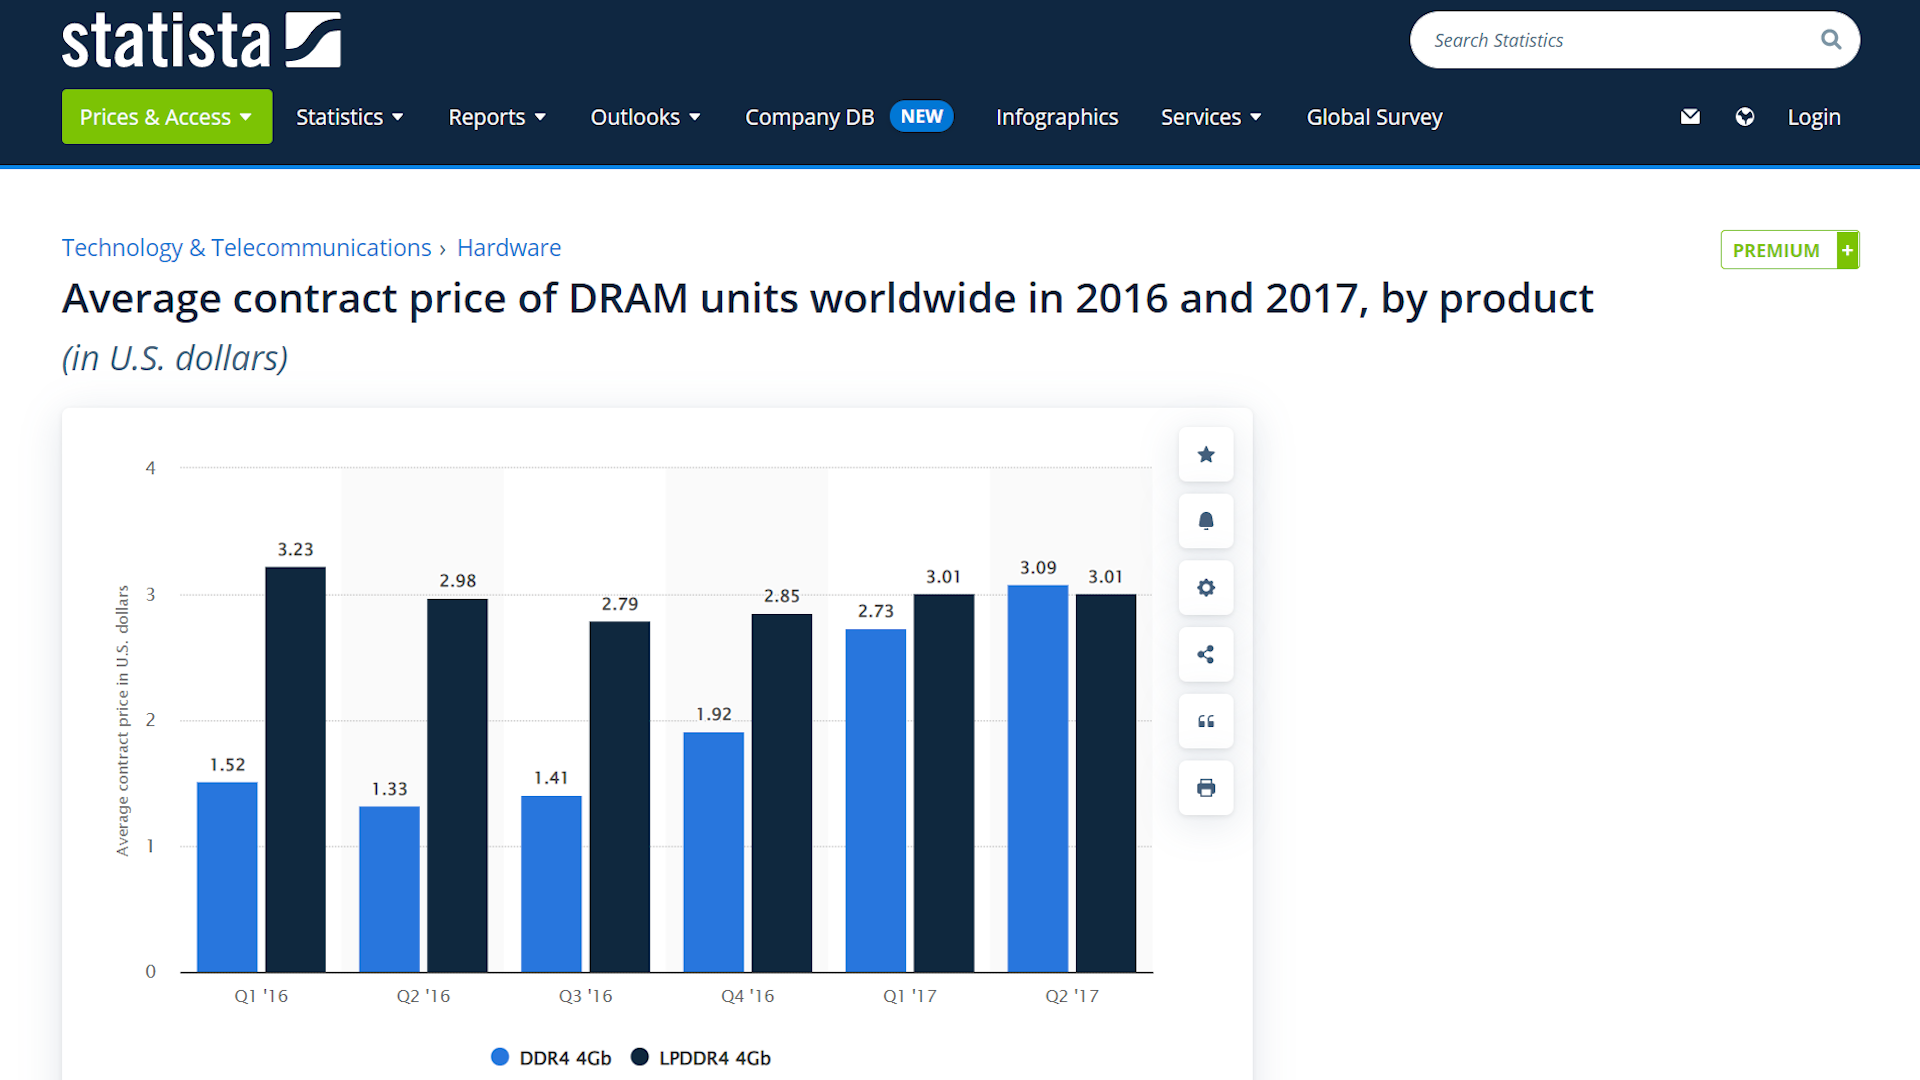 statista
Search Statistics
Prices & Access Statistics Reports Outlooks Company DB NEW Infographics Services Global Survey Login
Technology & Telecommunications › Hardware
PREMIUM +
Average contract price of DRAM units worldwide in 2016 and 2017, by product
(in U.S. dollars)
Average contract price in U.S. dollars
4
3
2
1
0
1.52
3.23
1.33
2.98
1.41
2.79
1.92
2.85
2.73
3.01
3.09
3.01
Q1 '16
Q2 '16
Q3 '16
Q4 '16
Q1 '17
Q2 '17
DDR4 4Gb LPDDR4 4Gb